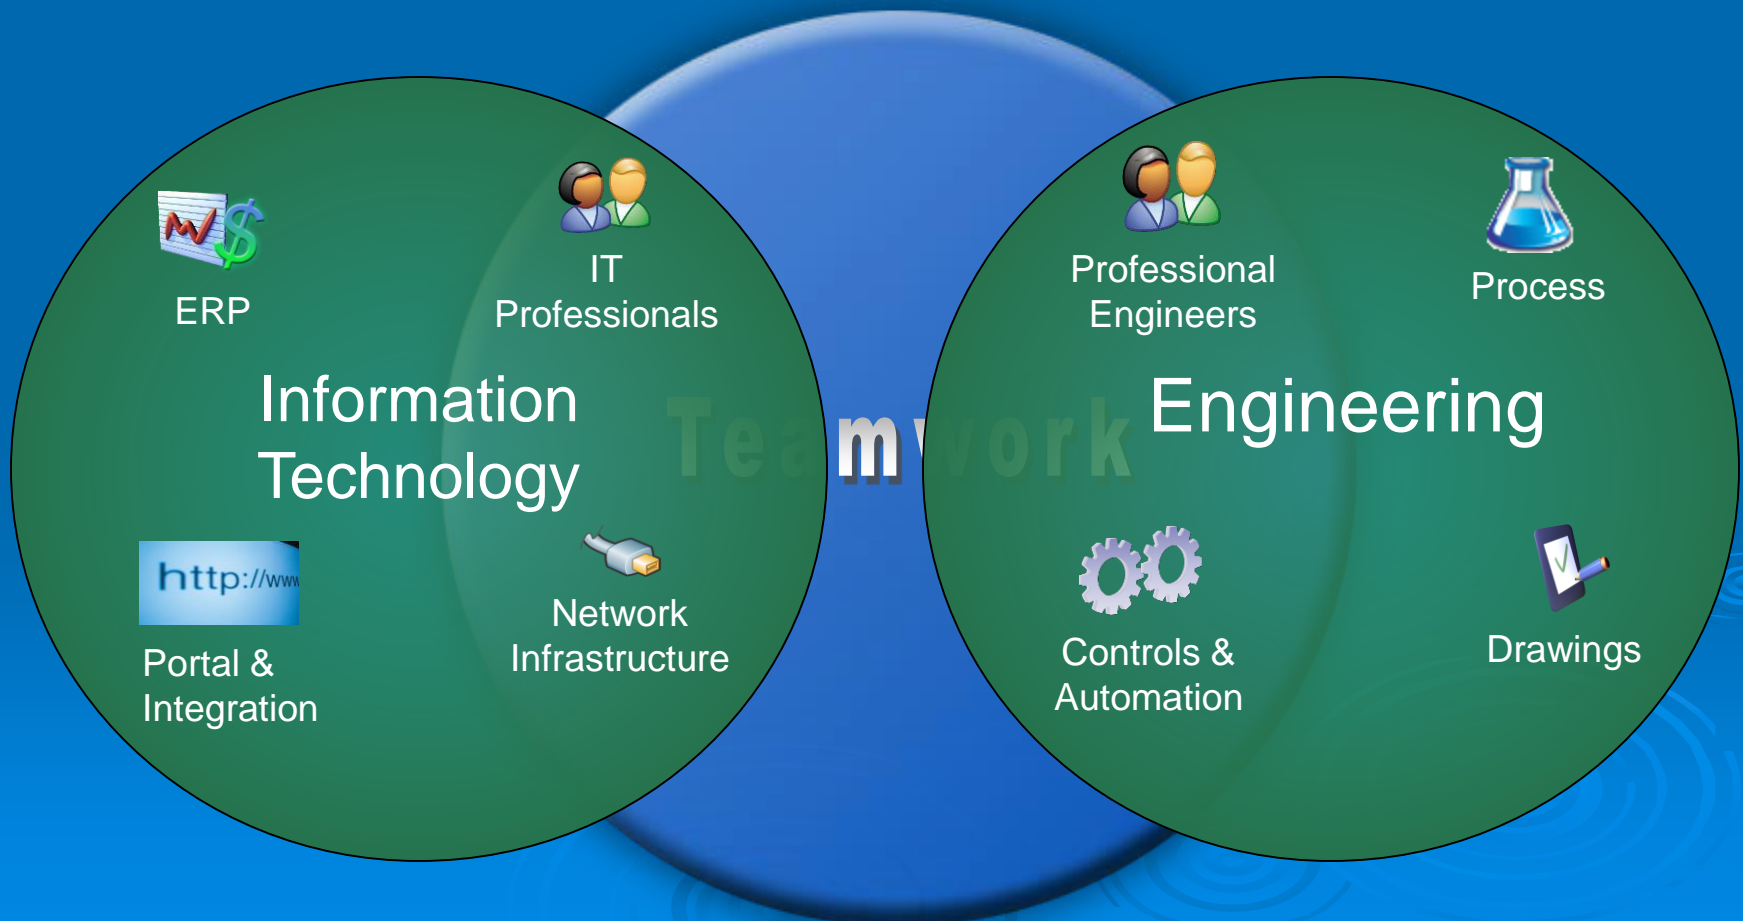 ERP
IT
Professionals
Information
Technology
http://www
Portal &
Integration
Network
Infrastructure
Teamwork
Professional
Engineers
Process
Engineering
Controls &
Automation
Drawings